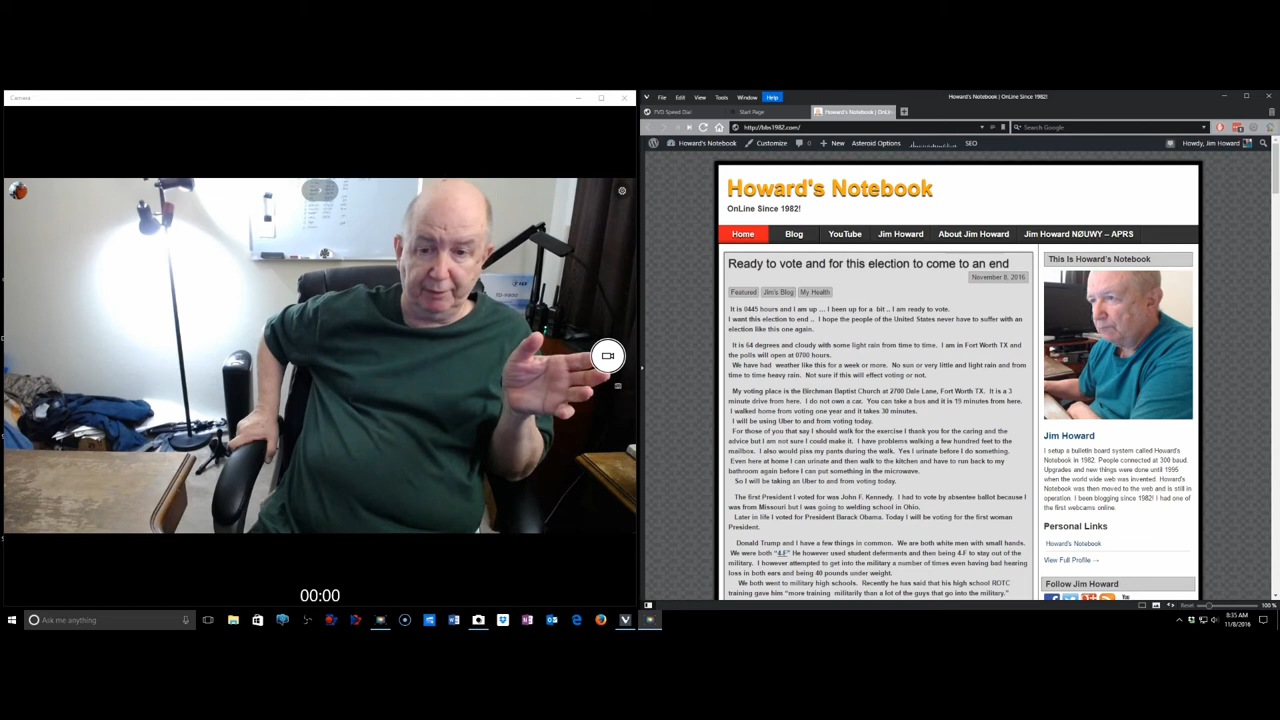 Camera
00:00
File Edit View Tools Window Help
Howard's Notebook | OnLine Since 1982!
FVD Speed Dial
Start Page
Howard's Notebook | OnLin
http://bln1982.com/
Search Google
Howard's Notebook Customize 0 New Asteroid Options SEO
Howdy, Jim Howard
Howard's Notebook
OnLine Since 1982!
Home Blog YouTube Jim Howard About Jim Howard Jim Howard NØUWY – APRS
Ready to vote and for this election to come to an end
November 8, 2016
Featured Jim's Blog My Health
It is 0445 hours and I am up ... I been up for a bit .. I am ready to vote.
I want this election to end .. I hope the people of the United States never have to suffer with an
election like this one again.
It is 64 degrees and cloudy with some light rain from time to time. I am in Fort Worth TX and
the polls will open at 0700 hours.
We have had weather like this for a week or more. No sun or very little and light rain and from
time to time heavy rain. Not sure if this will effect voting or not.
My voting place is the Birchman Baptist Church at 2700 Dale Lane, Fort Worth TX. It is a 3
minute drive from here. I do not own a car. You can take a bus and it is 19 minutes from here.
I walked home from voting one year and it takes 30 minutes.
I will be using Uber to and from voting today.
For those of you that say I should walk for the exercise I thank you for the caring and the
advice but I am not sure I could make it. I have problems walking a few hundred feet to the
mailbox. I also would piss my pants during the walk. Yes I urinate before I do something.
Even here at home I can urinate and then walk to the kitchen and have to run back to my
bathroom again before I can put something in the microwave.
So I will be taking an Uber to and from voting today.
The first President I voted for was John F. Kennedy. I had to vote by absentee ballot because I
was from Missouri but I was going to welding school in Ohio.
Later in life I voted for President Barack Obama. Today I will be voting for the first woman
President.
Donald Trump and I have a few things in common. We are both white men with small hands.
We were both "4-F" He however used student deferments and then being 4-F to stay out of the
military. I however attempted to get into the military a number of times even having bad hearing
loss in both ears and being 40 pounds under weight.
We both went to military high schools. Recently he has said that his high school ROTC
training gave him "more training militarily than a lot of the guys that go into the military."
This Is Howard's Notebook
Jim Howard
I setup a bulletin board system called Howard's
Notebook in 1982. People connected at 300 baud.
Upgrades and new things were done until 1995
when the world wide web was invented. Howard's
Notebook was then moved to the web and is still in
operation. I been blogging since 1982! I had one of
the first webcams online.
Personal Links
Howard's Notebook
View Full Profile →
Follow Jim Howard
You
Reset 100 %
Ask me anything
8:35 AM
11/8/2016